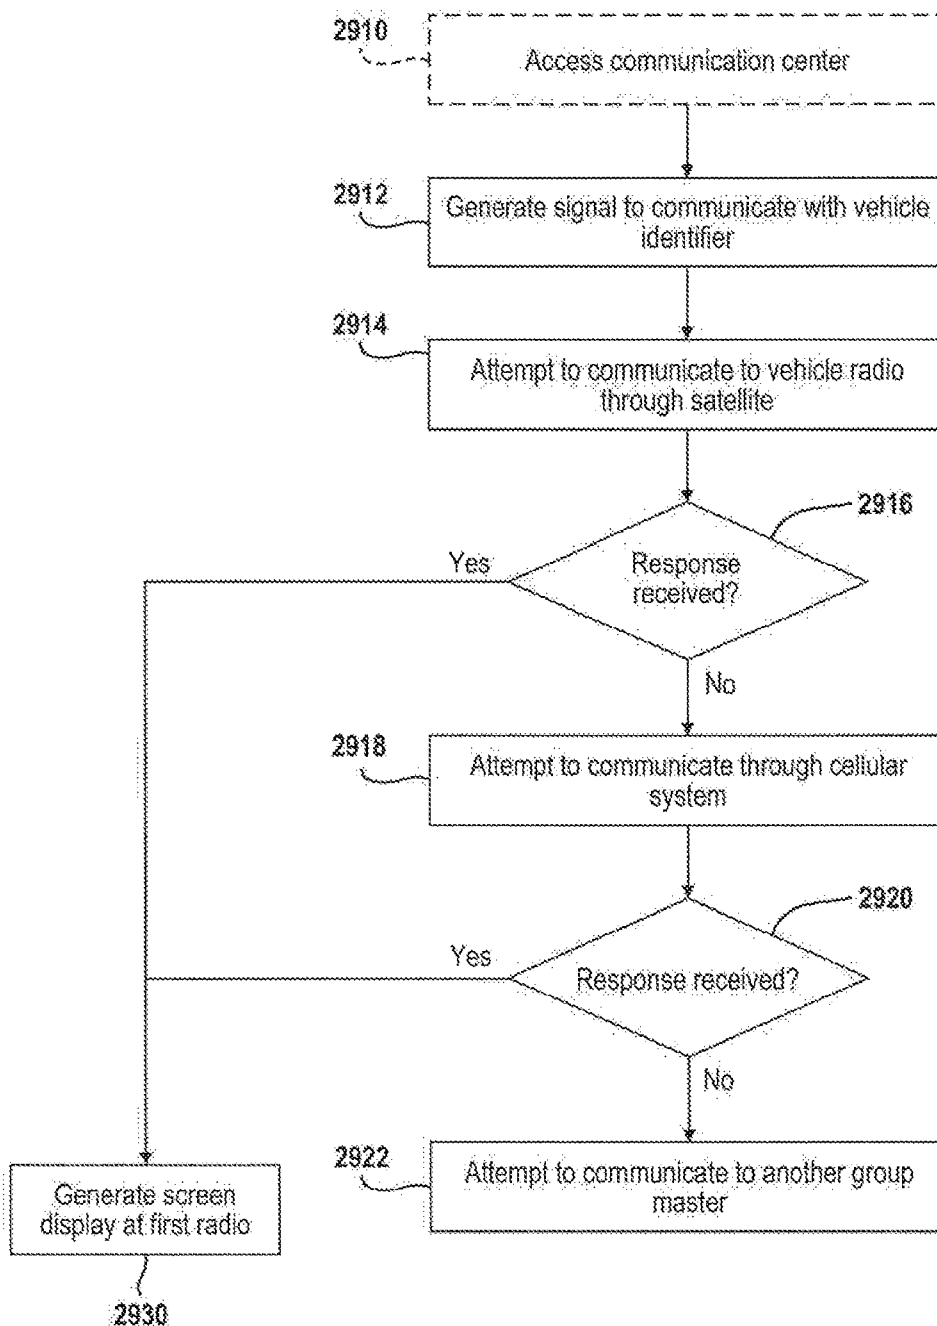 2910
Access communication center
2912
Generate signal to communicate with vehicle
identifier
2914
Attempt to communicate to vehicle radio
through satellite
2916
Yes
Response
received?
No
2918
Attempt to communicate through cellular
system
2920
Yes
Response received?
No
2922
Attempt to communicate to another group
master
Generate screen
display at first radio
2930